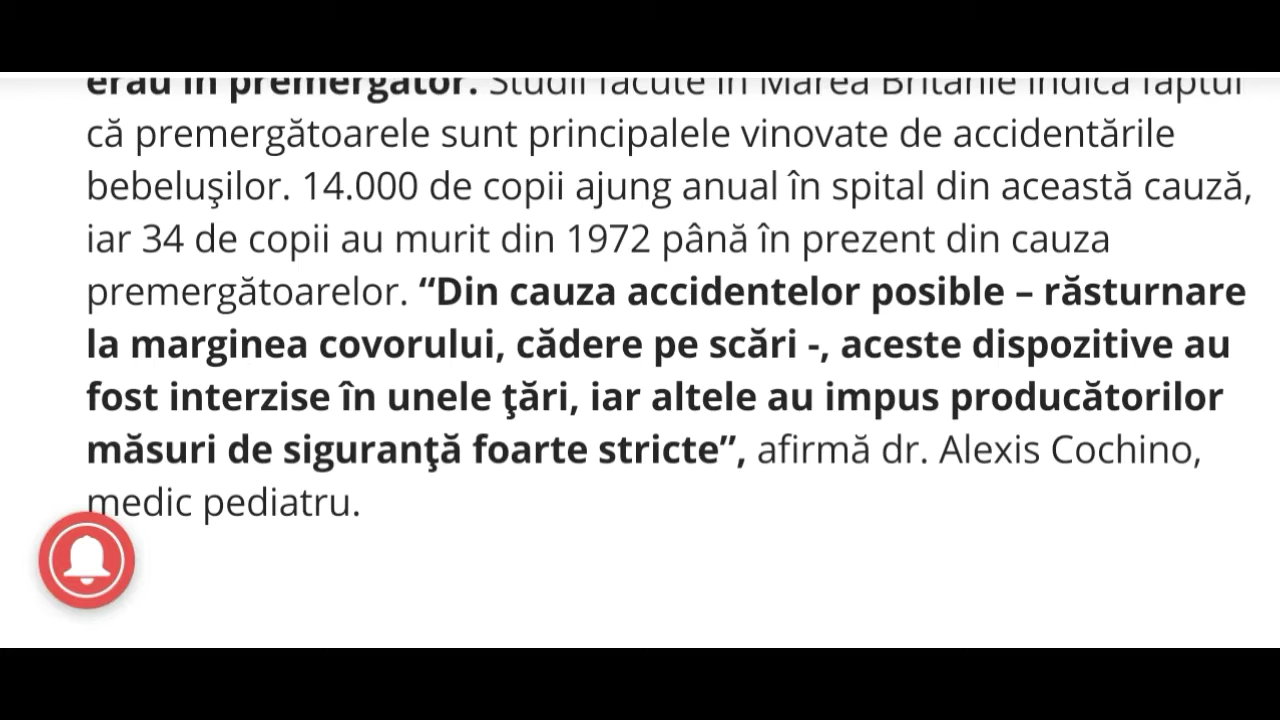 erau în premergător. Studii făcute în Marea Britanie indică faptul
că premergătoarele sunt principalele vinovate de accidentările
bebeluşilor. 14.000 de copii ajung anual în spital din această cauză,
iar 34 de copii au murit din 1972 până în prezent din cauza
premergătoarelor. “Din cauza accidentelor posible – răsturnare
la marginea covorului, cădere pe scări -, aceste dispozitive au
fost interzise în unele ţări, iar altele au impus producătorilor
măsuri de siguranţă foarte stricte”, afirmă dr. Alexis Cochino,
medic pediatru.